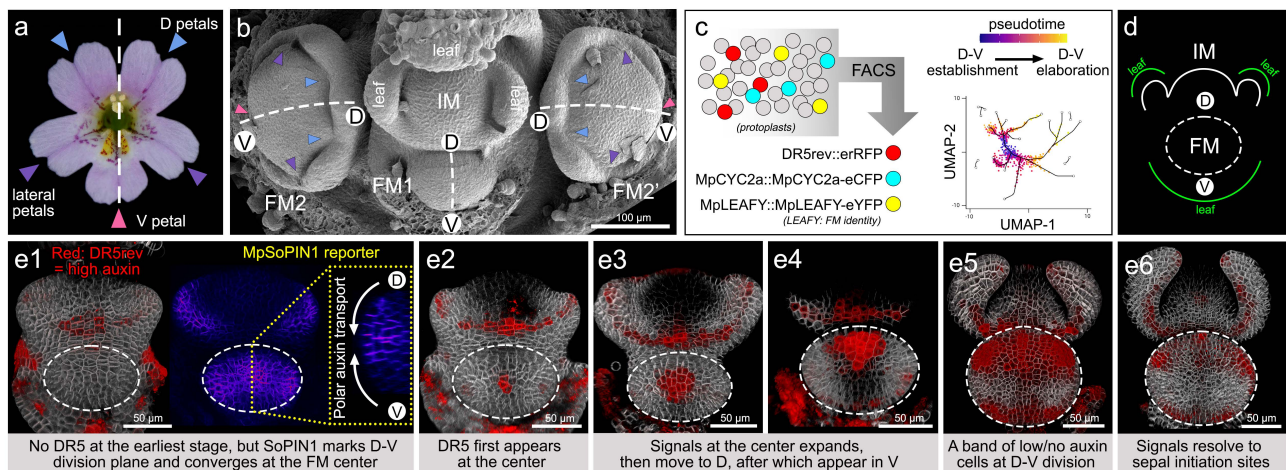 a
D petals
lateral
petals
V petal
b
leaf
leaf
IM
leaf
D
D
D
V
V
V
FM2
FM1
FM2'
100 µm
c
FACS
(protoplasts)
DR5rev::erRFP
MpCYC2a::MpCYC2a-eCFP
MpLEAFY::MpLEAFY-eYFP
(LEAFY: FM identity)
pseudotime
D-V
establishment
D-V
elaboration
UMAP-2
10
0
-10
-10
0
10
UMAP-1
d
IM
leaf
leaf
D
FM
V
leaf
e1
Red: DR5rev
= high auxin
MpSoPIN1 reporter
Polar auxin transport
D
V
50 µm
No DR5 at the earliest stage, but SoPIN1 marks D-V
division plane and converges at the FM center
e2
50 µm
DR5 first appears
at the center
e3
50 µm
e4
50 µm
Signals at the center expands,
then move to D, after which appear in V
e5
50 µm
A band of low/no auxin
cells at D-V division
e6
50 µm
Signals resolve to
sepal initiation sites